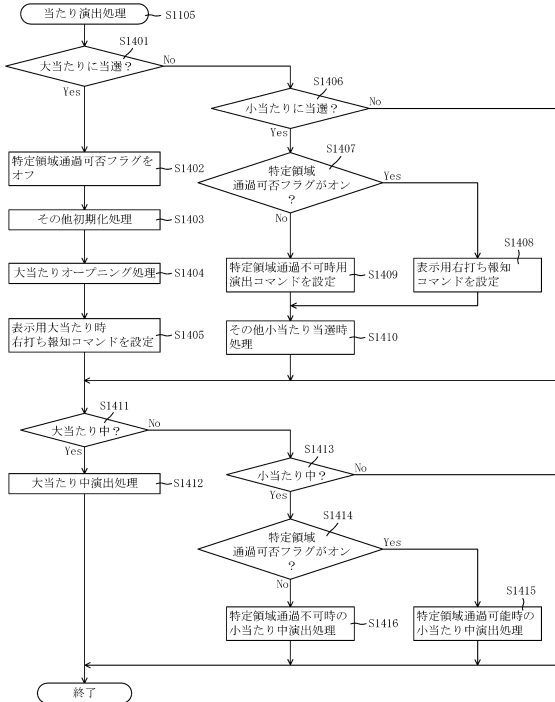 当たり演出処理
S1105
S1401
大当たりに当選？
No
Yes
S1406
小当たりに当選？
No
Yes
S1407
特定領域
通過可否フラグがオン
？
Yes
No
特定領域通過可否フラグを
オフ
S1402
その他初期化処理
S1403
大当たりオープニング処理
S1404
表示用大当たり時
右打ち報知コマンドを設定
S1405
S1408
表示用右打ち報知
コマンドを設定
特定領域通過不可時用
演出コマンドを設定
S1409
その他小当たり当選時
処理
S1410
S1411
大当たり中？
No
Yes
大当たり中演出処理
S1412
S1413
小当たり中？
No
Yes
S1414
特定領域
通過可否フラグがオン
？
Yes
No
S1415
特定領域通過可能時の
小当たり中演出処理
特定領域通過不可時の
小当たり中演出処理
S1416
終了